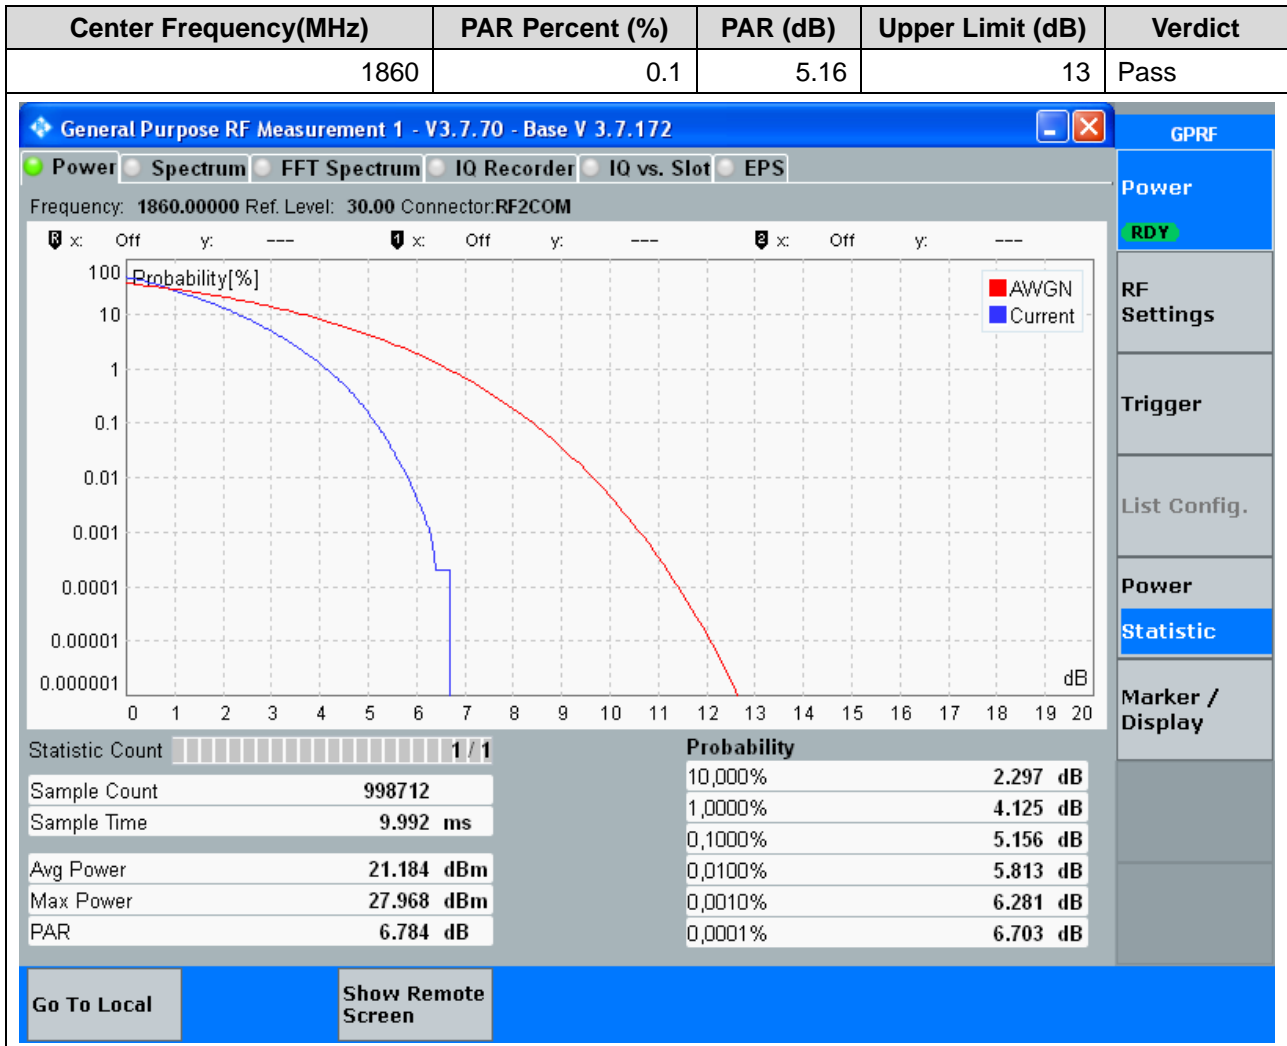 Center Frequency(MHz) PAR Percent (%) PAR (dB) Upper Limit (dB) Verdict
1860 0.1 5.16 13 Pass
General Purpose RF Measurement 1 - V3.7.70 - Base V 3.7.172
GPRF
Power Spectrum FFT Spectrum IQ Recorder IQ vs. Slot EPS
Frequency: 1860.00000 Ref. Level: 30.00 Connector:RF2COM
R x: Off y: --- 1 x: Off y: --- 2 x: Off y: ---
Power
RDY
RF
Settings
Trigger
List Config.
Power
Statistic
Marker /
Display
Probability[%]
AWGN
Current
100
10
1
0.1
0.01
0.001
0.0001
0.00001
0.000001
dB
0 1 2 3 4 5 6 7 8 9 10 11 12 13 14 15 16 17 18 19 20
Statistic Count 1 / 1
Sample Count 998712
Sample Time 9.992 ms
Avg Power 21.184 dBm
Max Power 27.968 dBm
PAR 6.784 dB
Probability
10,000% 2.297 dB
1,0000% 4.125 dB
0,1000% 5.156 dB
0,0100% 5.813 dB
0,0010% 6.281 dB
0,0001% 6.703 dB
Go To Local
Show Remote
Screen